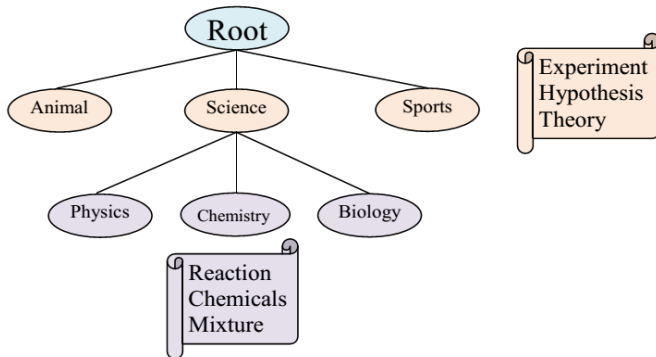 Root
Animal
Science
Sports
Experiment
Hypothesis
Theory
Physics
Chemistry
Biology
Reaction
Chemicals
Mixture